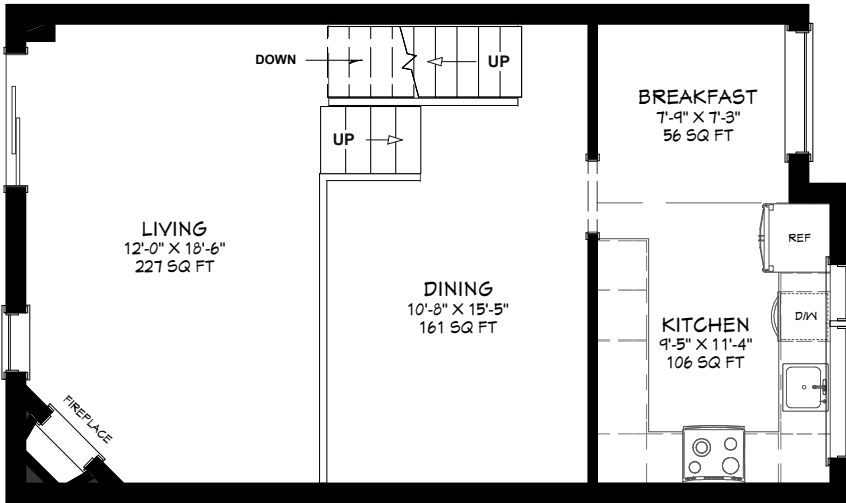 DOWN
UP
UP
BREAKFAST
7'-9" X 7'-3"
56 SQ FT
LIVING
12'-0" X 18'-6"
227 SQ FT
REF
DINING
10'-8" X 15'-5"
161 SQ FT
D/W
KITCHEN
9'-5" X 11'-4"
106 SQ FT
FIREPLACE